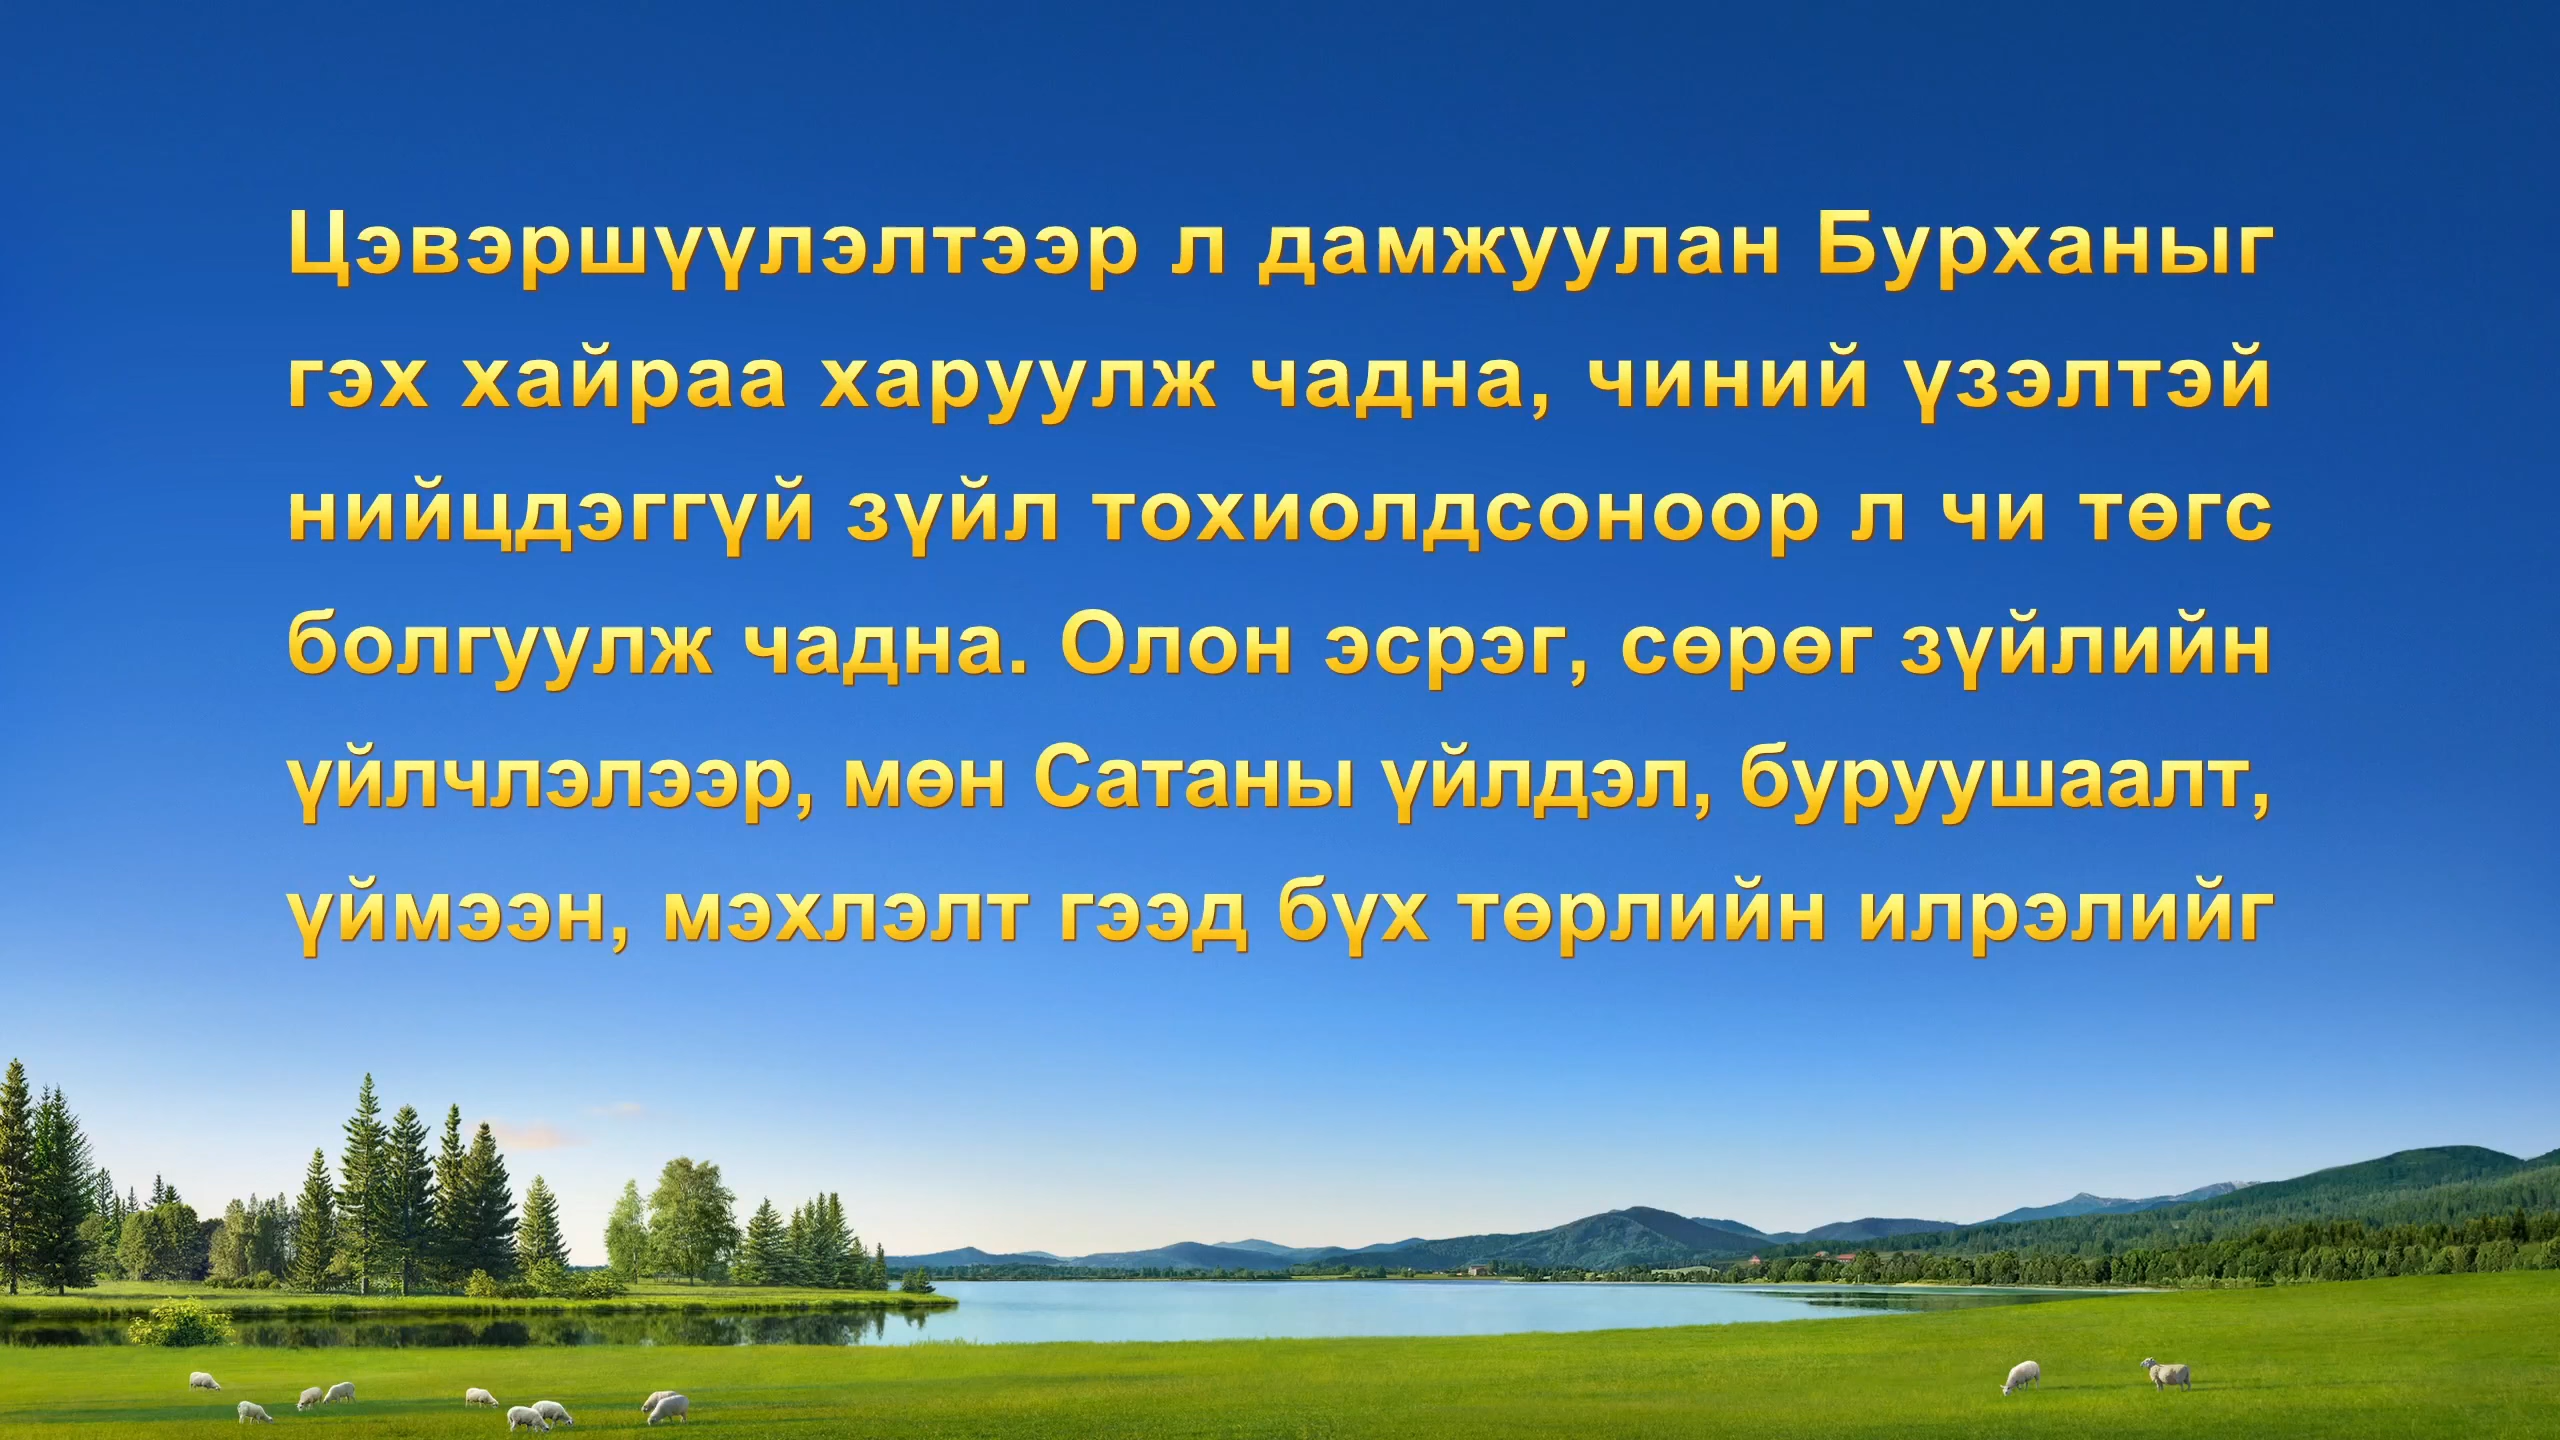 Цэвэршүүлэлтээр л дамжуулан Бурханыг
гэх хайраа харуулж чадна, чиний үзэлтэй
нийцдэггүй зүйл тохиолдсоноор л чи төгс
болгуулж чадна. Олон эсрэг, сөрөг зүйлийн
үйлчлэлээр, мөн Сатаны үйлдэл, буруушаалт,
үймээн, мэхлэлт гээд бүх төрлийн илрэлийг